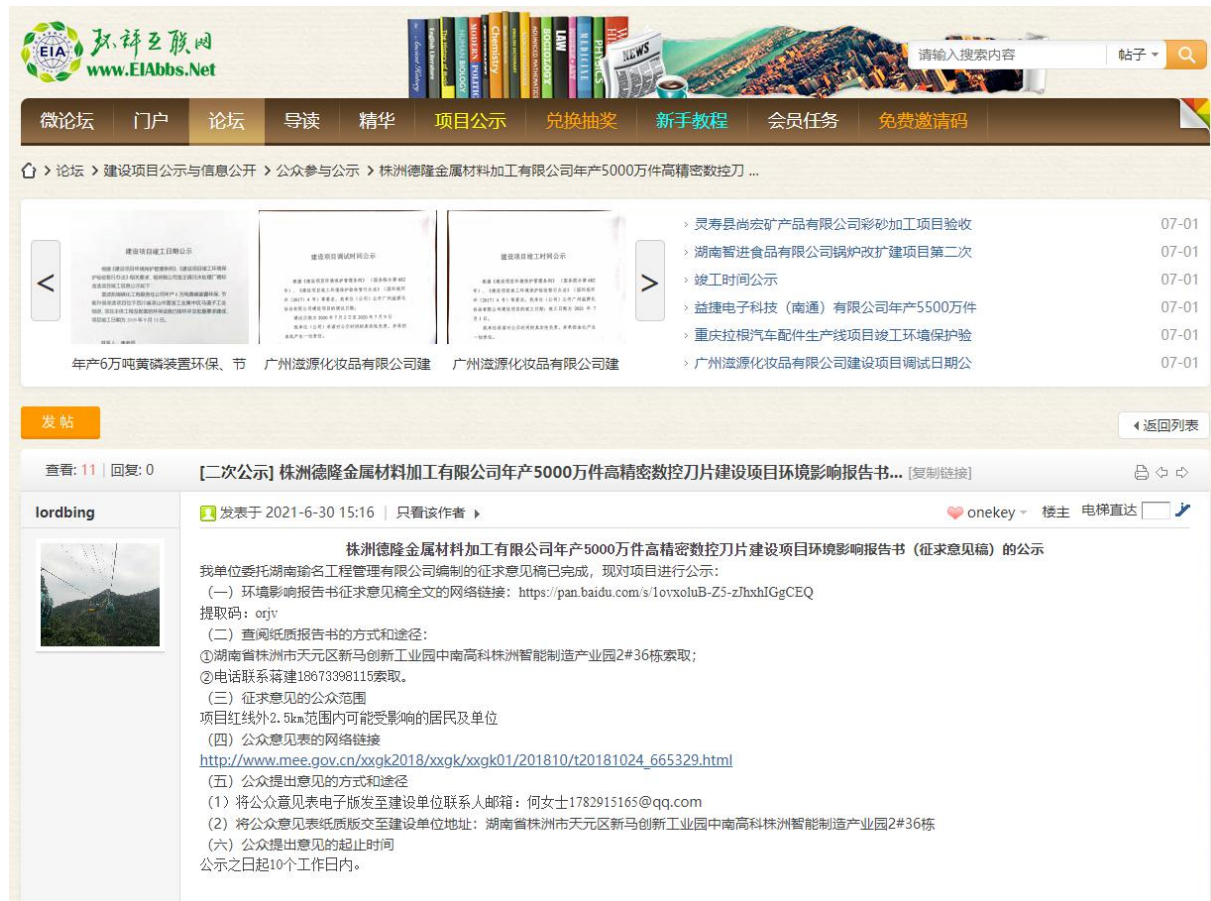 EIA
环评互联网
www.EIAbbs.Net
NEWS
请输入搜索内容
帖子
微论坛 门户 论坛 导读 精华 项目公示 兑换抽奖 新手教程 会员任务 免费邀请码
论坛 > 建设项目公示与信息公开 > 公众参与公示 > 株洲德隆金属材料加工有限公司年产5000万件高精密数控刀 ...
建设项目竣工日期公示
建设项目调试时间公示
建设项目竣工时间公示
年产6万吨黄磷装置环保、节
广州滋源化妆品有限公司建
广州滋源化妆品有限公司建
灵寿县尚宏矿产品有限公司彩砂加工项目验收 07-01
湖南智进食品有限公司锅炉改扩建项目第二次 07-01
竣工时间公示 07-01
益捷电子科技（南通）有限公司年产5500万件 07-01
重庆拉根汽车配件生产线项目竣工环境保护验 07-01
广州滋源化妆品有限公司建设项目调试日期公 07-01
发帖
返回列表
查看: 11 | 回复: 0
[二次公示] 株洲德隆金属材料加工有限公司年产5000万件高精密数控刀片建设项目环境影响报告书... [复制链接]
lordbing
发表于 2021-6-30 15:16 | 只看该作者
onekey 楼主 电梯直达
株洲德隆金属材料加工有限公司年产5000万件高精密数控刀片建设项目环境影响报告书（征求意见稿）的公示
我单位委托湖南瑜名工程管理有限公司编制的征求意见稿已完成，现对项目进行公示：
（一）环境影响报告书征求意见稿全文的网络链接：https://pan.baidu.com/s/1ovxoluB-Z5-zJhxhIGgCEQ
提取码：orjv
（二）查阅纸质报告书的方式和途径：
①湖南省株洲市天元区新马创新工业园中南高科株洲智能制造产业园2#36栋索取；
②电话联系蒋建18673398115索取。
（三）征求意见的公众范围
项目红线外2.5km范围内可能受影响的居民及单位
（四）公众意见表的网络链接
http://www.mee.gov.cn/xxgk2018/xxgk/xxgk01/201810/t20181024_665329.html
（五）公众提出意见的方式和途径
（1）将公众意见表电子版发至建设单位联系人邮箱：何女士1782915165@qq.com
（2）将公众意见表纸质版交至建设单位地址：湖南省株洲市天元区新马创新工业园中南高科株洲智能制造产业园2#36栋
（六）公众提出意见的起止时间
公示之日起10个工作日内。